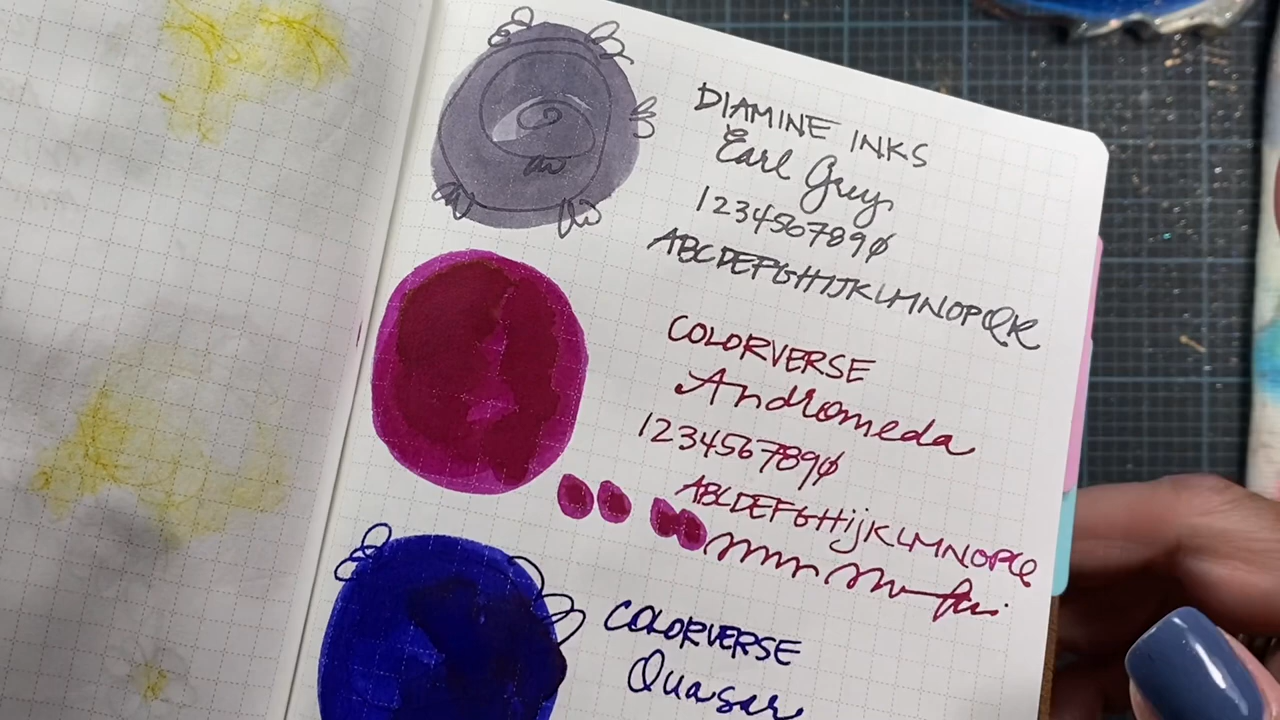 DIAMINE INKS
Earl Grey
1234567890
ABCDEFGHIJKLMNOPQR
COLORVERSE
Andromeda
1234567890
ABCDEFGHijKLMNOPQ
COLORVERSE
Quasar